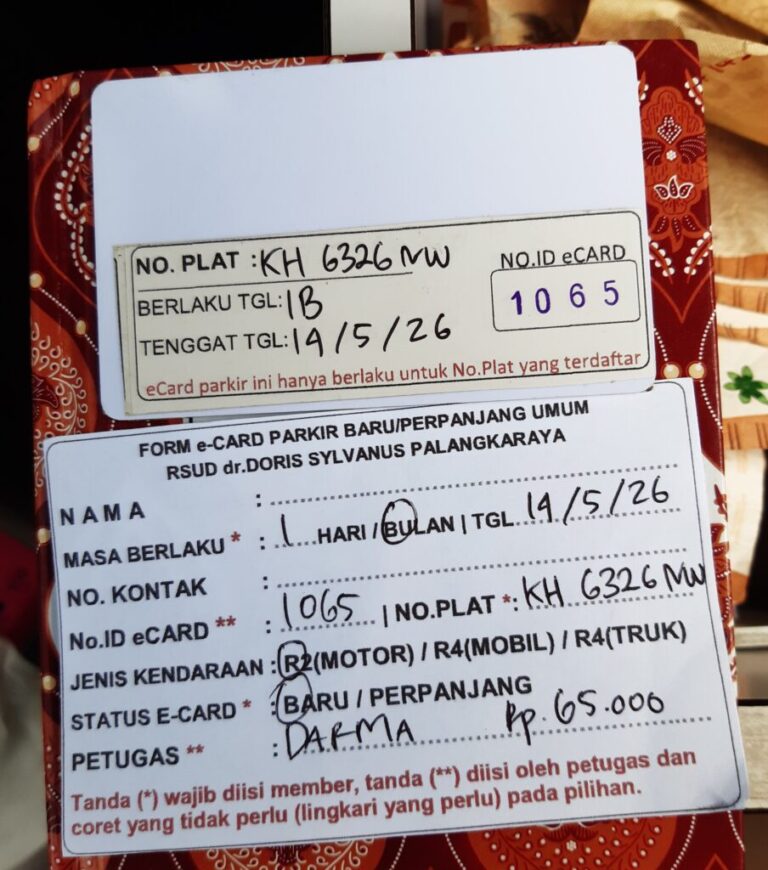 NO. PLAT : KH 6326 NW
NO.ID eCARD
BERLAKU TGL: 1B
1065
TENGGAT TGL: 19/5/26
eCard parkir ini hanya berlaku untuk No.Plat yang terdaftar
FORM e-CARD PARKIR BARU/PERPANJANG UMUM
RSUD dr.DORIS SYLVANUS PALANGKARAYA
NAMA :
MASA BERLAKU * : 1 HARI / BULAN | TGL 19/5/26
NO. KONTAK :
No.ID eCARD ** : 1065 | NO.PLAT *: KH 6326 NW
JENIS KENDARAAN : R2(MOTOR) / R4(MOBIL) / R4(TRUK)
STATUS E-CARD * : BARU / PERPANJANG
PETUGAS ** : DARMA Rp. 65.000
Tanda (*) wajib diisi member, tanda (**) diisi oleh petugas dan
coret yang tidak perlu (lingkari yang perlu) pada pilihan.